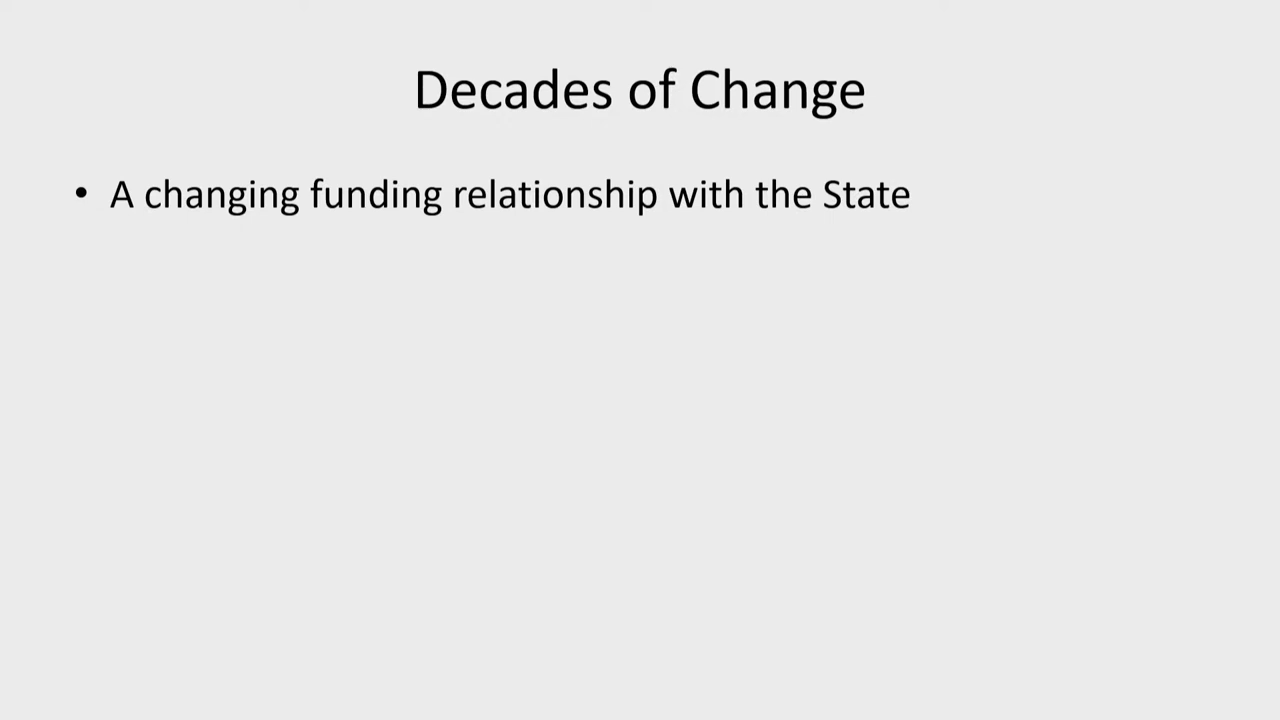 Decades of Change
• A changing funding relationship with the State